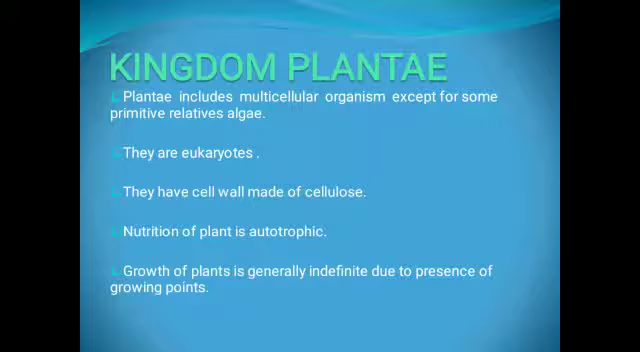 KINGDOM PLANTAE
Plantae includes multicellular organism except for some
primitive relatives algae.
They are eukaryotes .
They have cell wall made of cellulose.
Nutrition of plant is autotrophic.
Growth of plants is generally indefinite due to presence of
growing points.